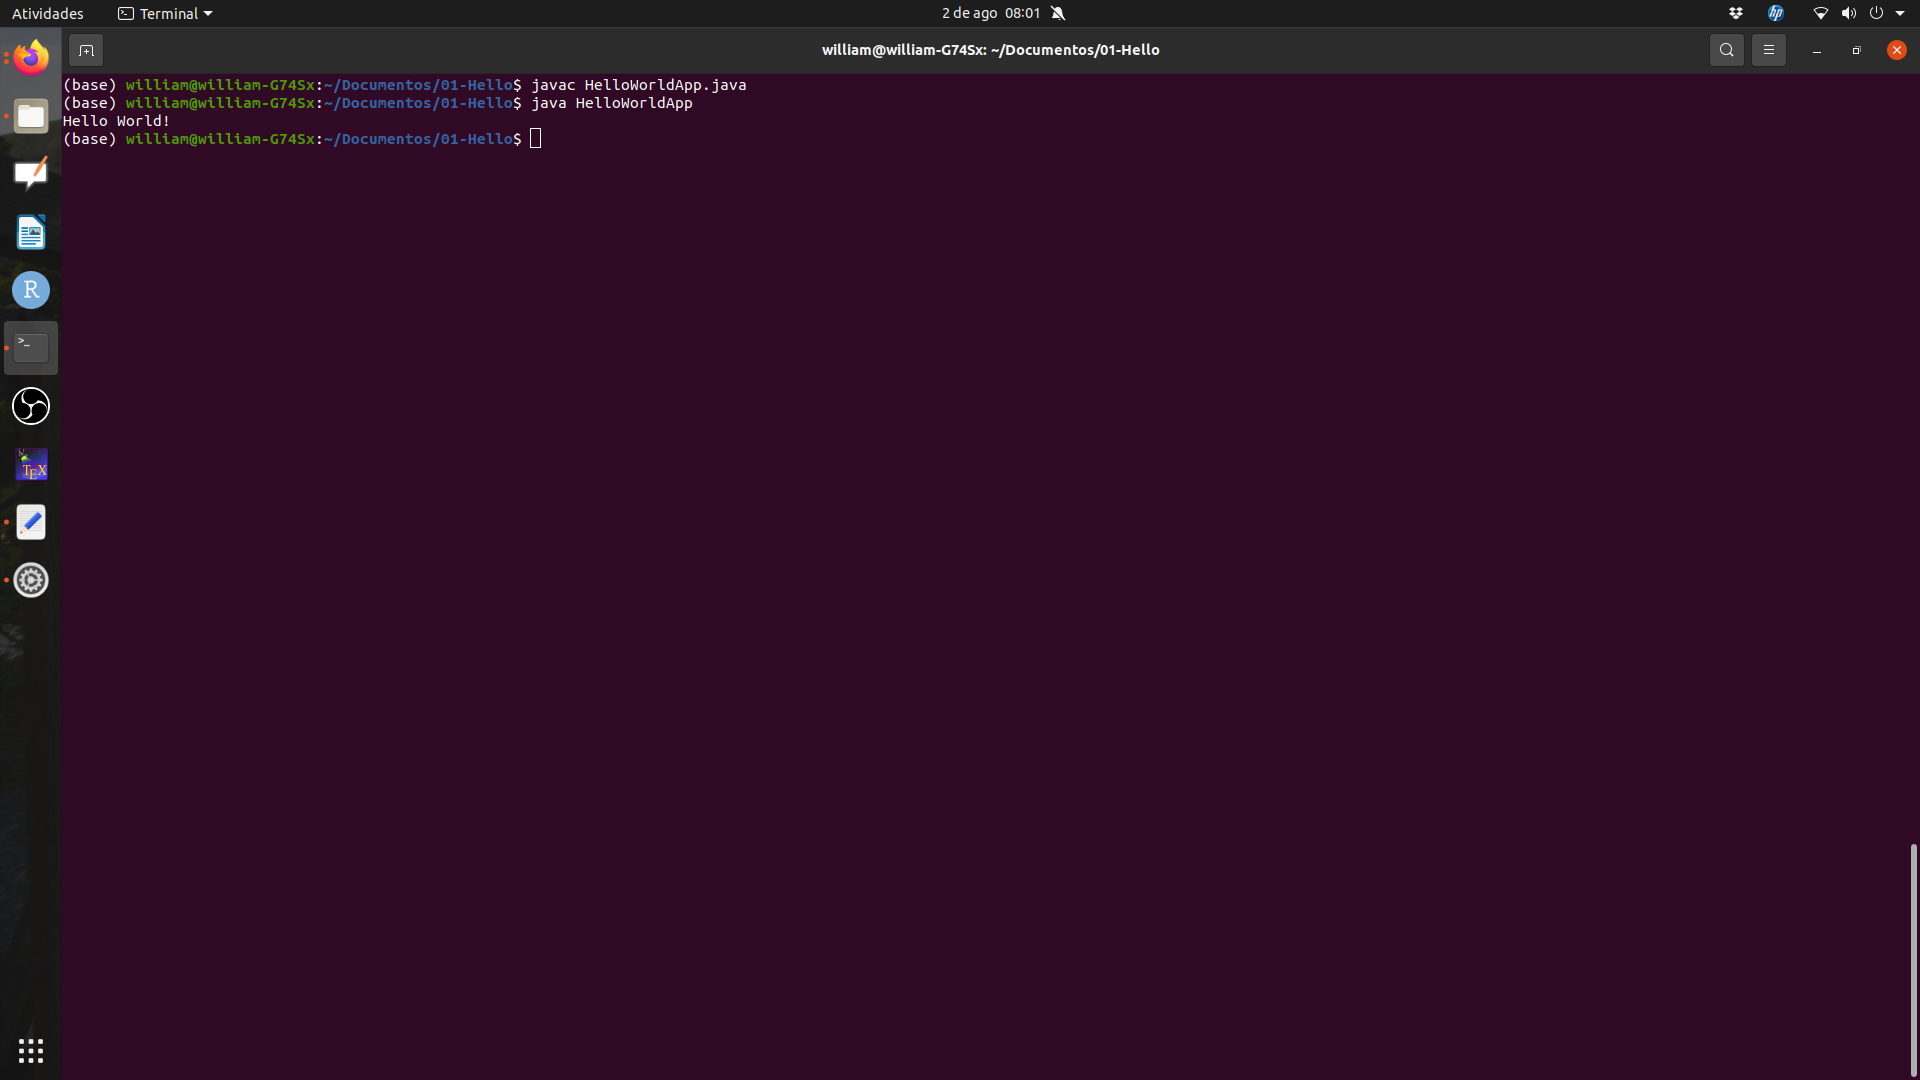 Atividades Terminal 2 de ago 08:01 hp
william@william-G74Sx: ~/Documentos/01-Hello
(base) william@william-G74Sx:~/Documentos/01-Hello$ javac HelloWorldApp.java
(base) william@william-G74Sx:~/Documentos/01-Hello$ java HelloWorldApp
Hello World!
(base) william@william-G74Sx:~/Documentos/01-Hello$
R
>_
TEX